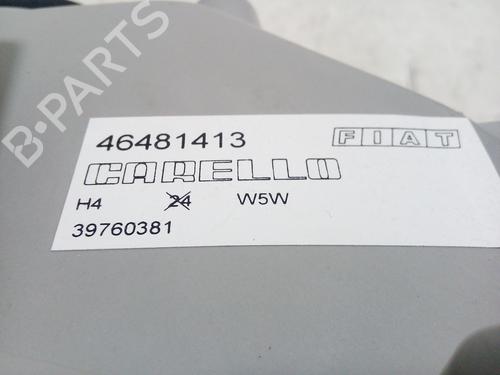 B-PARTS
46481413 FIAT
CARELLO
H4 24 W5W
39760381